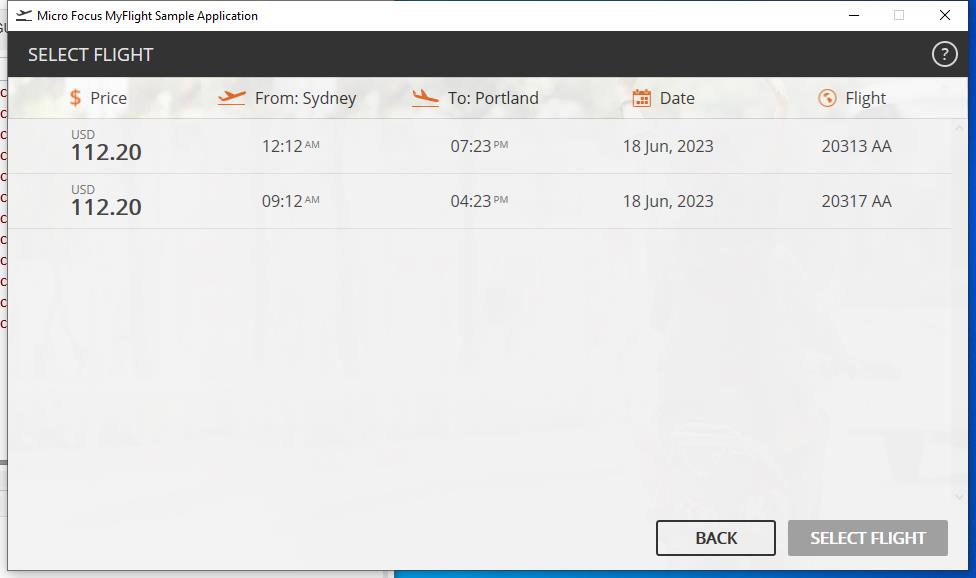 Micro Focus MyFlight Sample Application
SELECT FLIGHT ?
$ Price From: Sydney To: Portland Date Flight
USD
112.20 12:12 AM 07:23 PM 18 Jun, 2023 20313 AA
USD
112.20 09:12 AM 04:23 PM 18 Jun, 2023 20317 AA
BACK SELECT FLIGHT